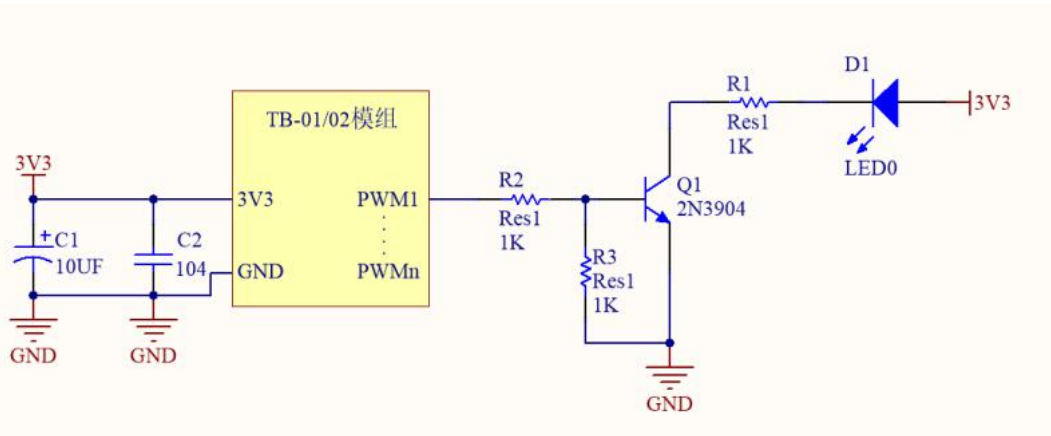 D1
R1
3V3
Res1
1K
LED0
TB-01/02模组
3V3
3V3
PWM1
R2
Res1
1K
Q1
2N3904
+
C1
10UF
C2
104
GND
PWMn
R3
Res1
1K
GND
GND
GND